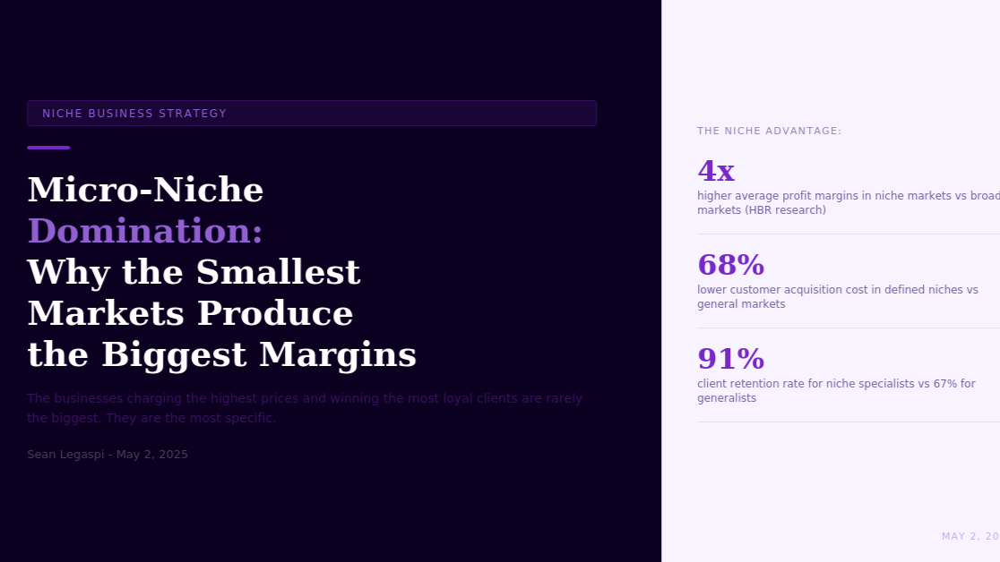 NICHE BUSINESS STRATEGY
Micro-Niche
Domination:
Why the Smallest
Markets Produce
the Biggest Margins
The businesses charging the highest prices and winning the most loyal clients are rarely
the biggest. They are the most specific.
Sean Legaspi - May 2, 2025
THE NICHE ADVANTAGE:
4x
higher average profit margins in niche markets vs broad
markets (HBR research)
68%
lower customer acquisition cost in defined niches vs
general markets
91%
client retention rate for niche specialists vs 67% for
generalists
MAY 2, 20